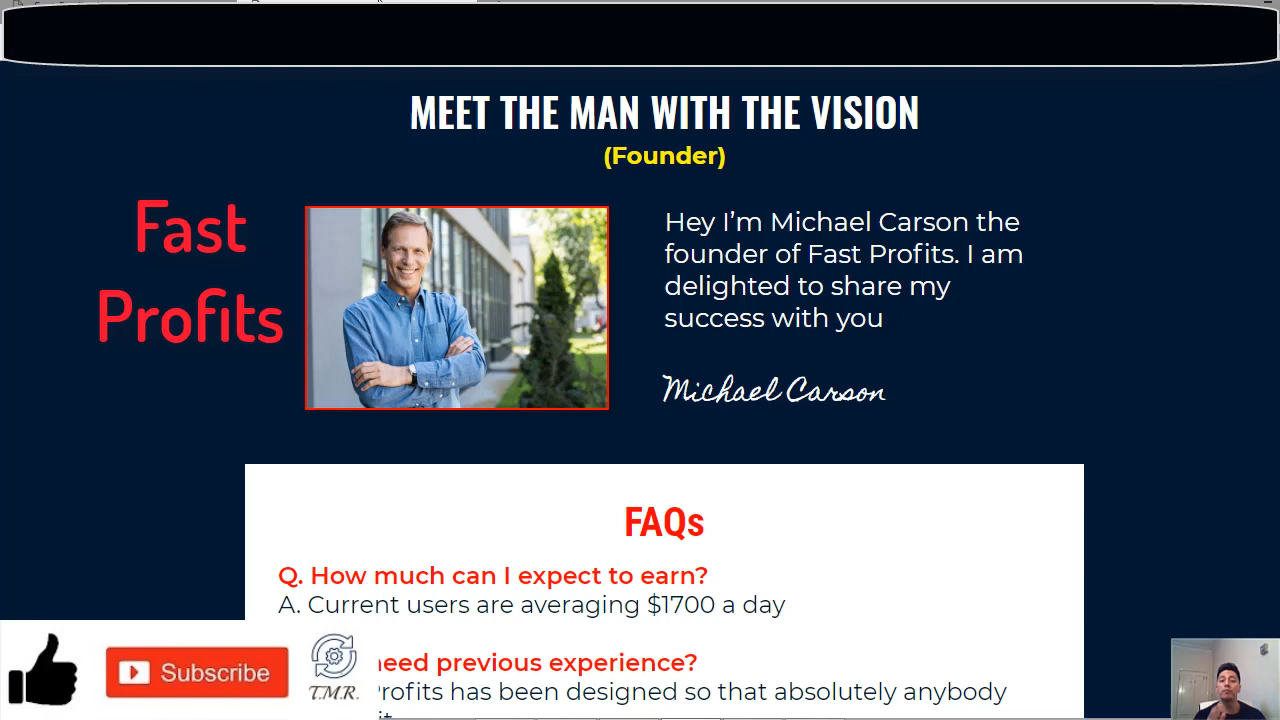 MEET THE MAN WITH THE VISION
(Founder)
Fast
Profits
Hey I’m Michael Carson the
founder of Fast Profits. I am
delighted to share my
success with you
Michael Carson
FAQs
Q. How much can I expect to earn?
A. Current users are averaging $1700 a day
need previous experience?
Profits has been designed so that absolutely anybody
Subscribe
T.M.R.